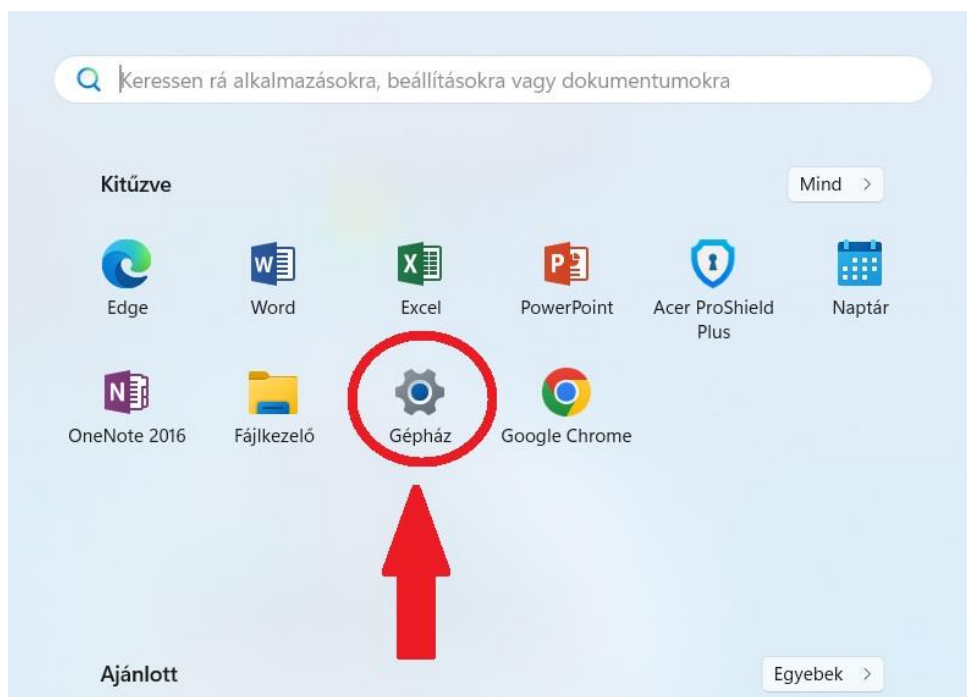 Keressen rá alkalmazásokra, beállításokra vagy dokumentumokra
Kitűzve
Mind
Edge
Word
Excel
PowerPoint
Acer ProShield
Plus
Naptár
OneNote 2016
Fájlkezelő
Gépház
Google Chrome
Ajánlott
Egyebek